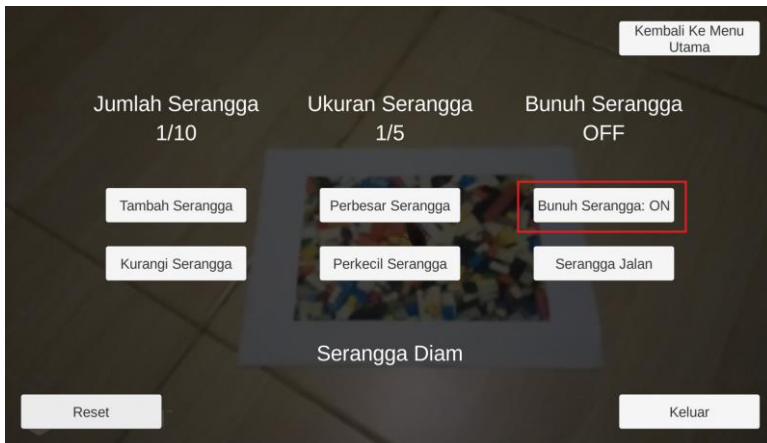 Kembali Ke Menu
Utama
Jumlah Serangga
1/10
Ukuran Serangga
1/5
Bunuh Serangga
OFF
Tambah Serangga
Perbesar Serangga
Bunuh Serangga: ON
Kurangi Serangga
Perkecil Serangga
Serangga Jalan
Serangga Diam
Reset
Keluar